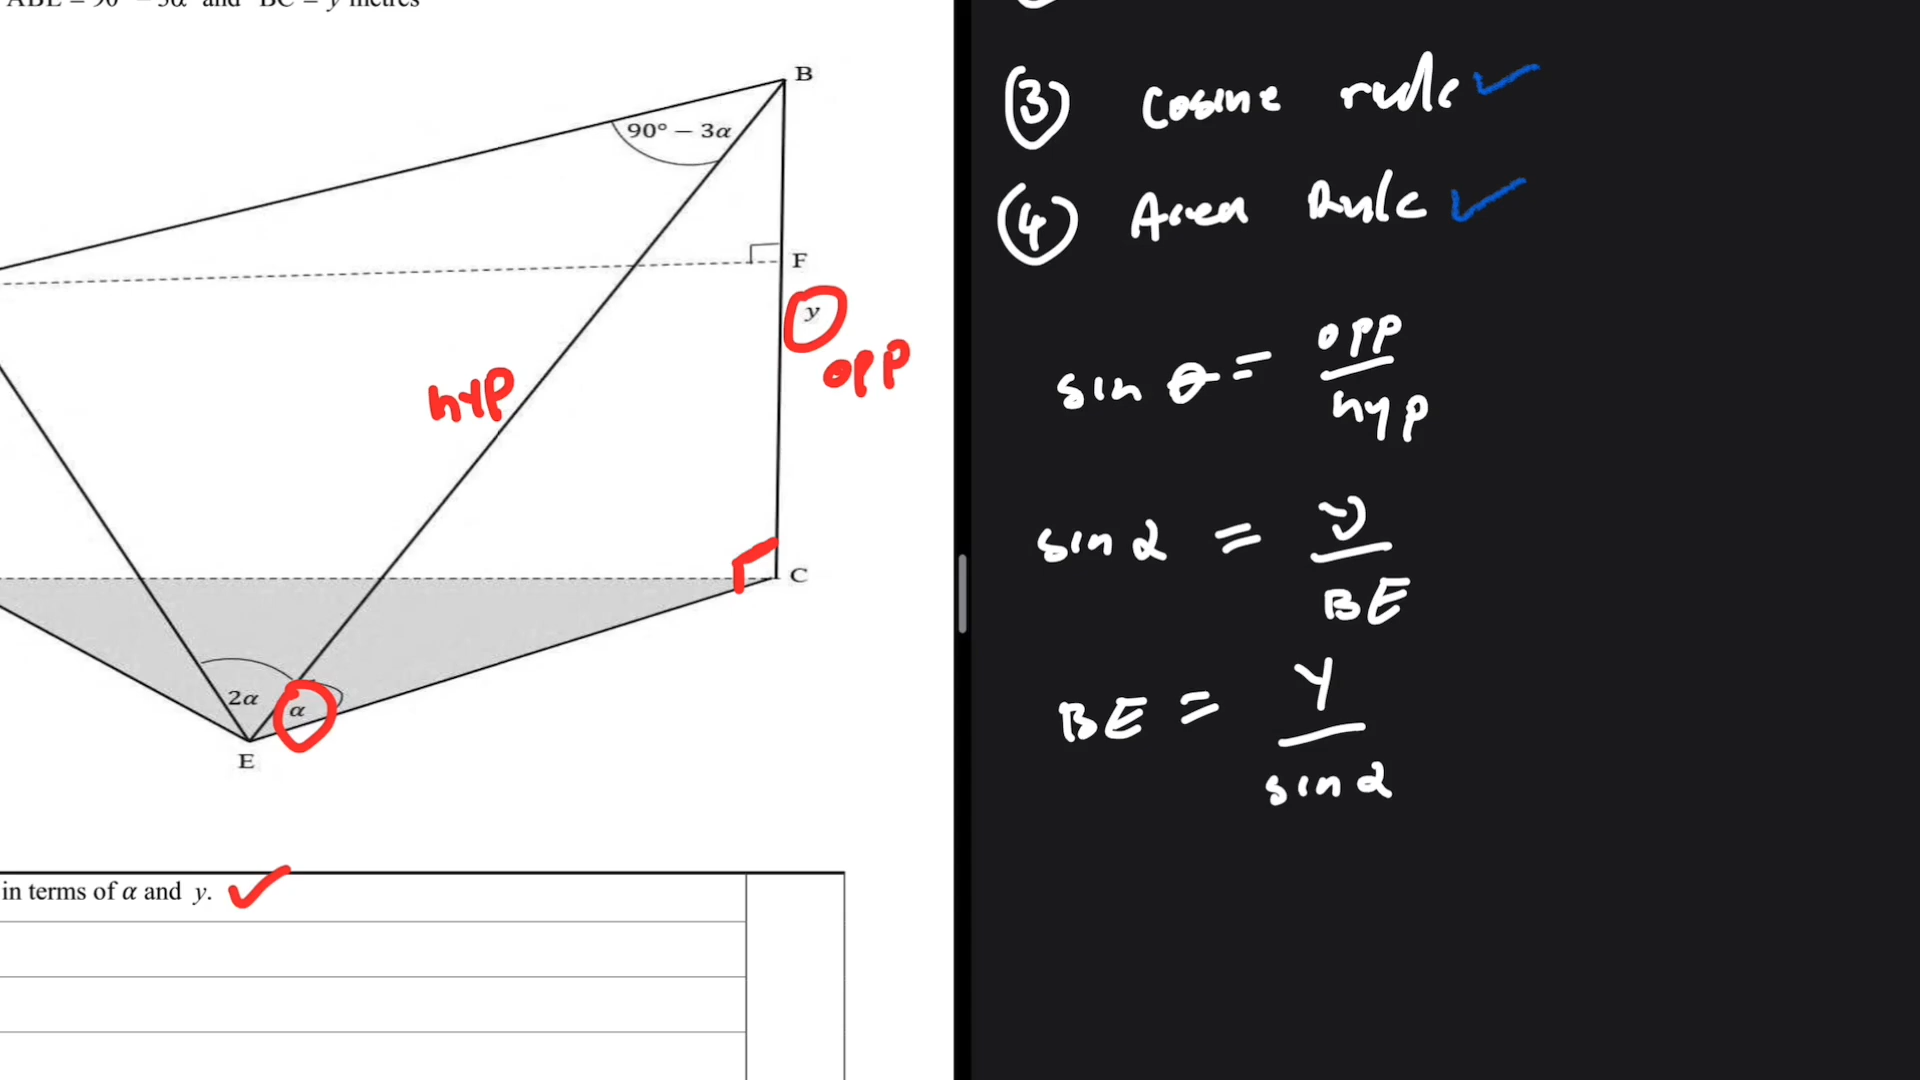 ABE = 90° − 3α and BC = y metres
B
90° − 3α
F
y
opp
hyp
C
2α
α
E
in terms of α and y.
③ Cosine rule ✓
④ Area Rule ✓
sin θ = opp / hyp
sin α = y / BE
BE = y / sin α